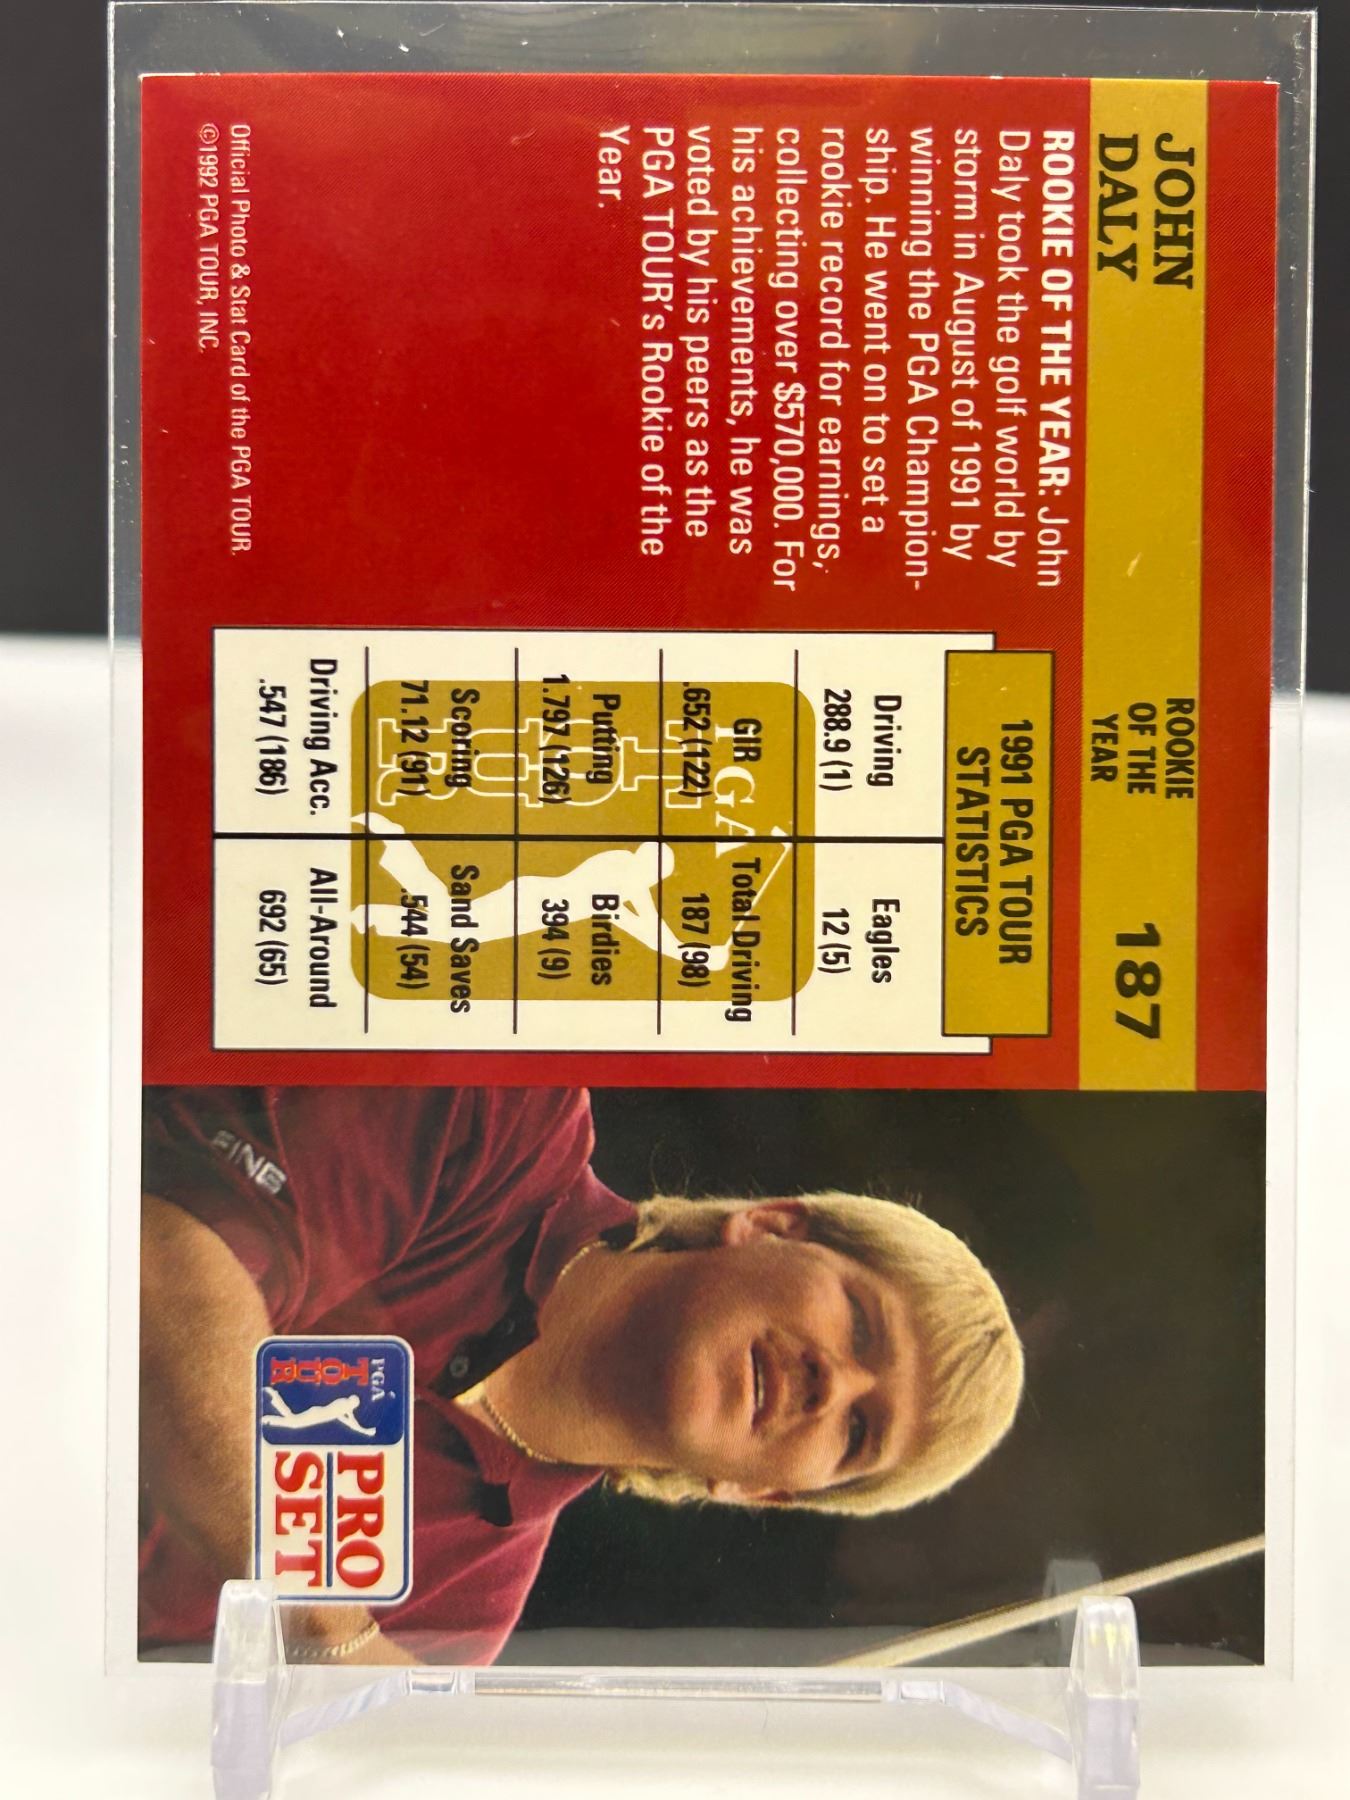 JOHN
DALY
ROOKIE
OF THE
YEAR
187
ROOKIE OF THE YEAR: John
Daly took the golf world by
storm in August of 1991 by
winning the PGA Champion-
ship. He went on to set a
rookie record for earnings,
collecting over $570,000. For
his achievements, he was
voted by his peers as the
PGA TOUR's Rookie of the
Year.
Official Photo & Stat Card of the PGA TOUR.
©1992 PGA TOUR, INC.
1991 PGA TOUR
STATISTICS
Driving
288.9 (1)
Eagles
12 (5)
GIR
.652 (122)
Total Driving
187 (98)
Putting
1.797 (126)
Birdies
394 (9)
Scoring
71.12 (91)
Sand Saves
.544 (54)
Driving Acc.
.547 (186)
All-Around
692 (65)
PGA
TOUR
PING
PGA
TOUR
PRO
SET